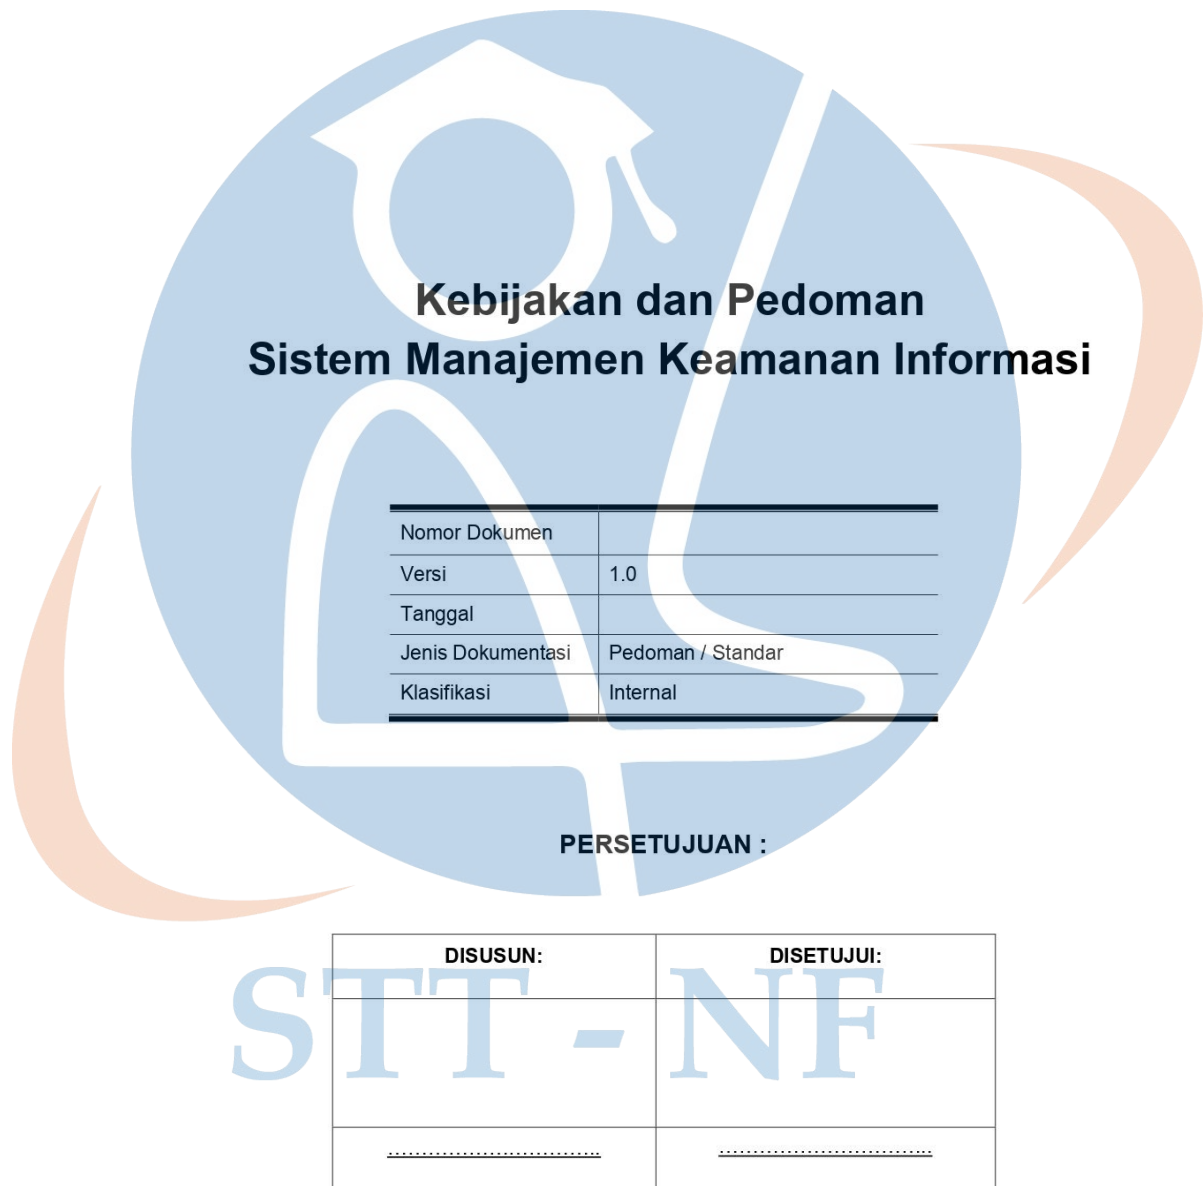 Kebijakan dan Pedoman
Sistem Manajemen Keamanan Informasi
Nomor Dokumen
Versi 1.0
Tanggal
Jenis Dokumentasi Pedoman / Standar
Klasifikasi Internal
PERSETUJUAN :
DISUSUN: DISETUJUI:
STT - NF
................................ ................................